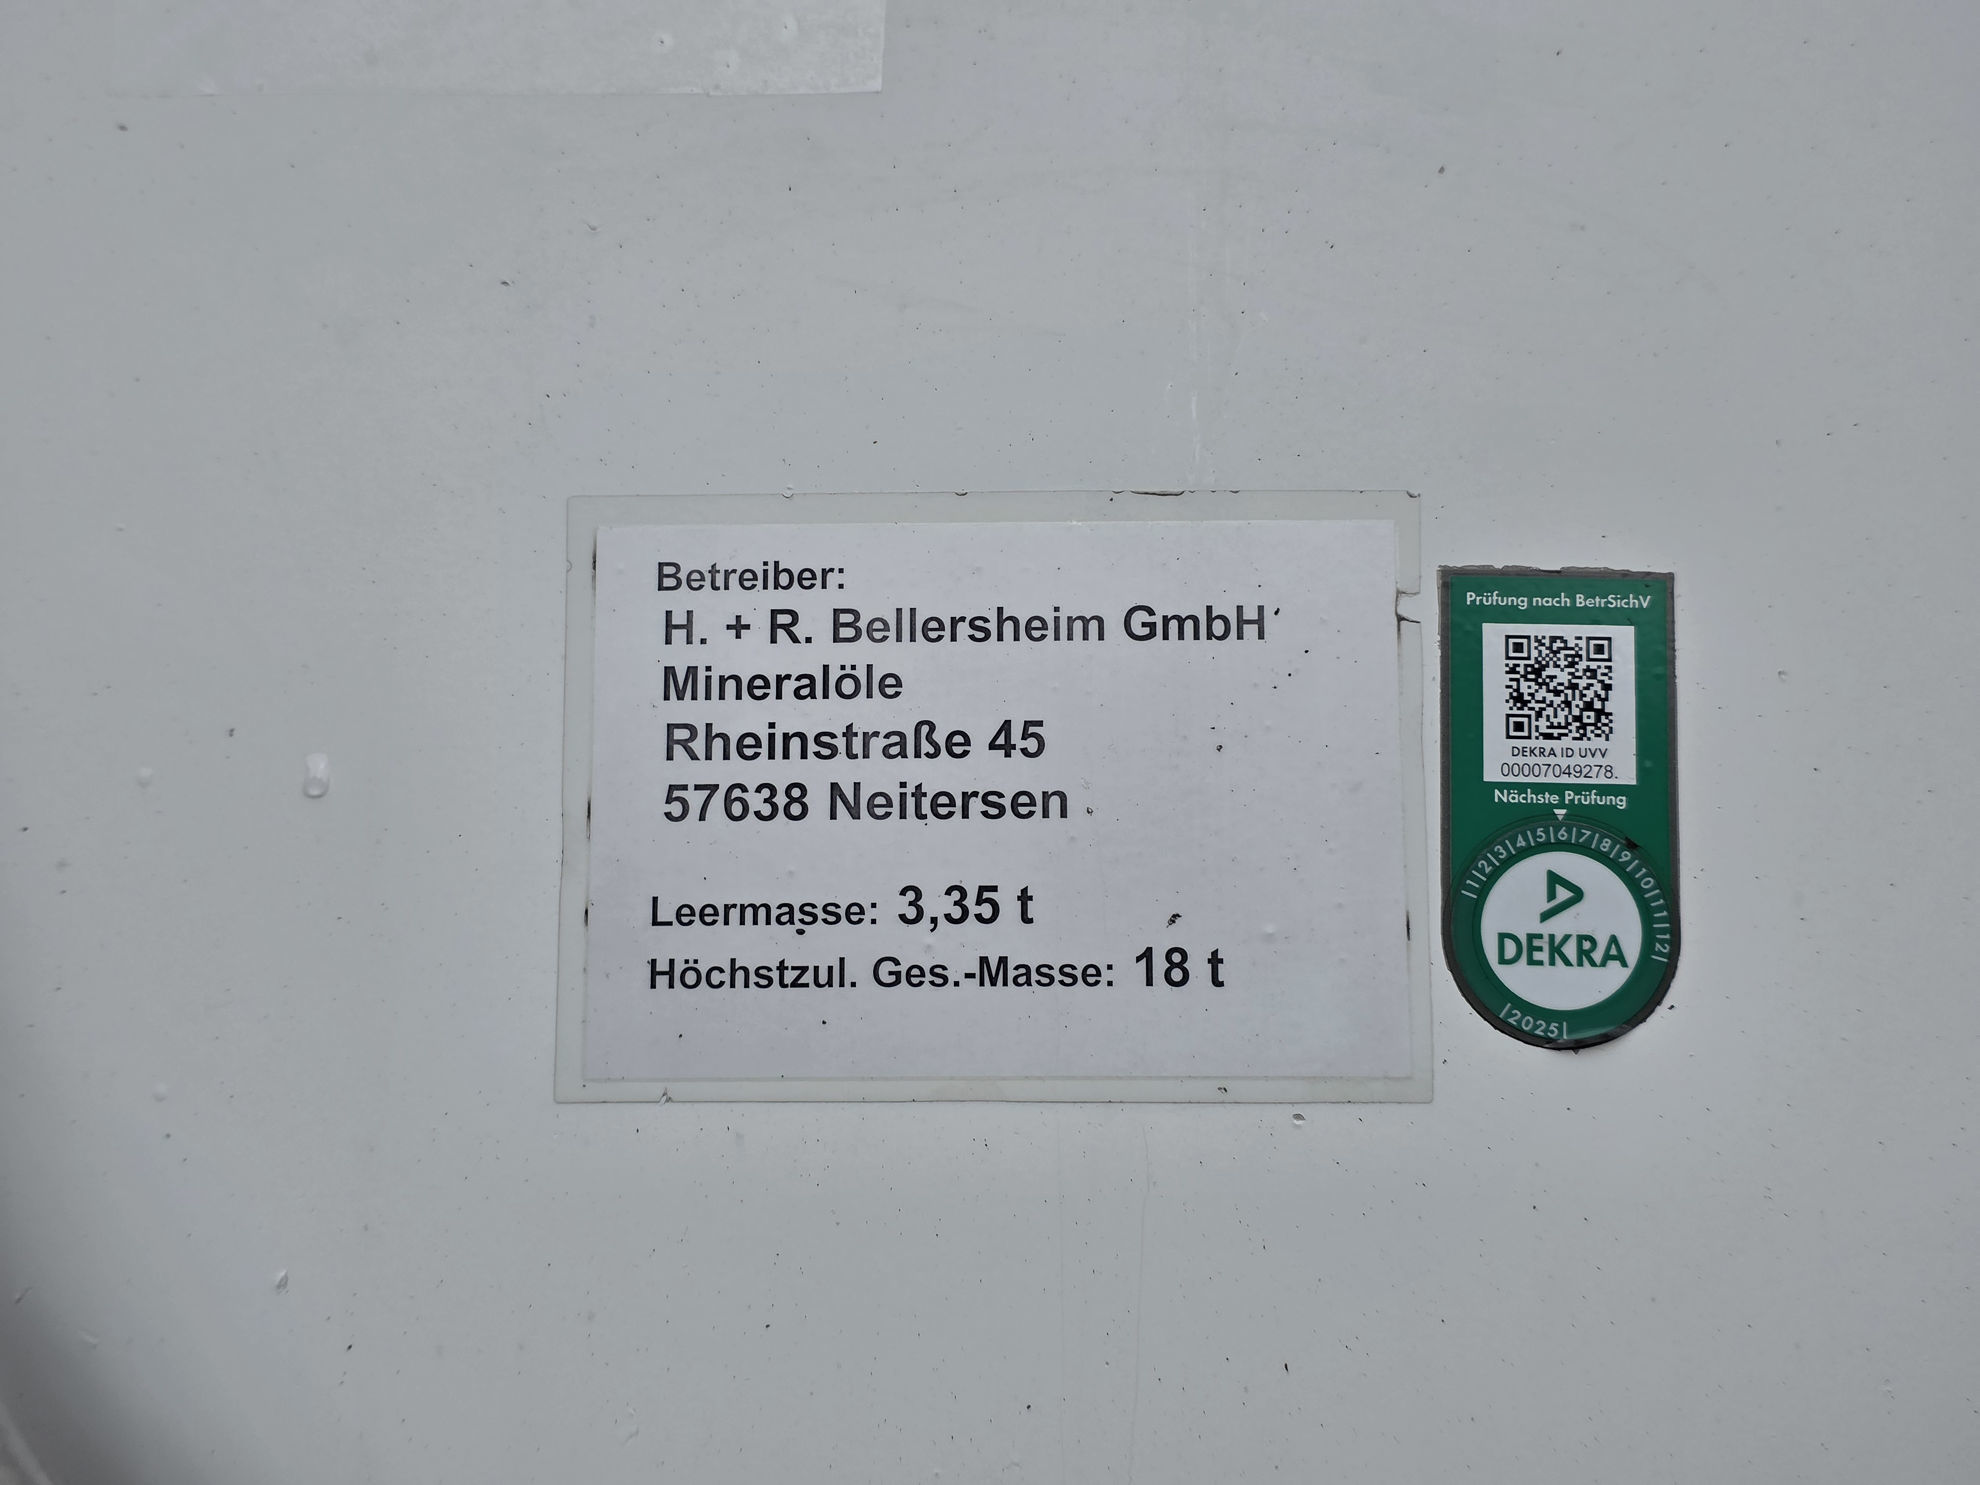 Betreiber:
H. + R. Bellersheim GmbH
Mineralöle
Rheinstraße 45
57638 Neitersen
Leermasse: 3,35 t
Höchstzul. Ges.-Masse: 18 t
Prüfung nach BetrSichV
DEKRA ID UVV
00007049278.
Nächste Prüfung
|1|2|3|4|5|6|7|8|9|10|11|12|
DEKRA
|2025|